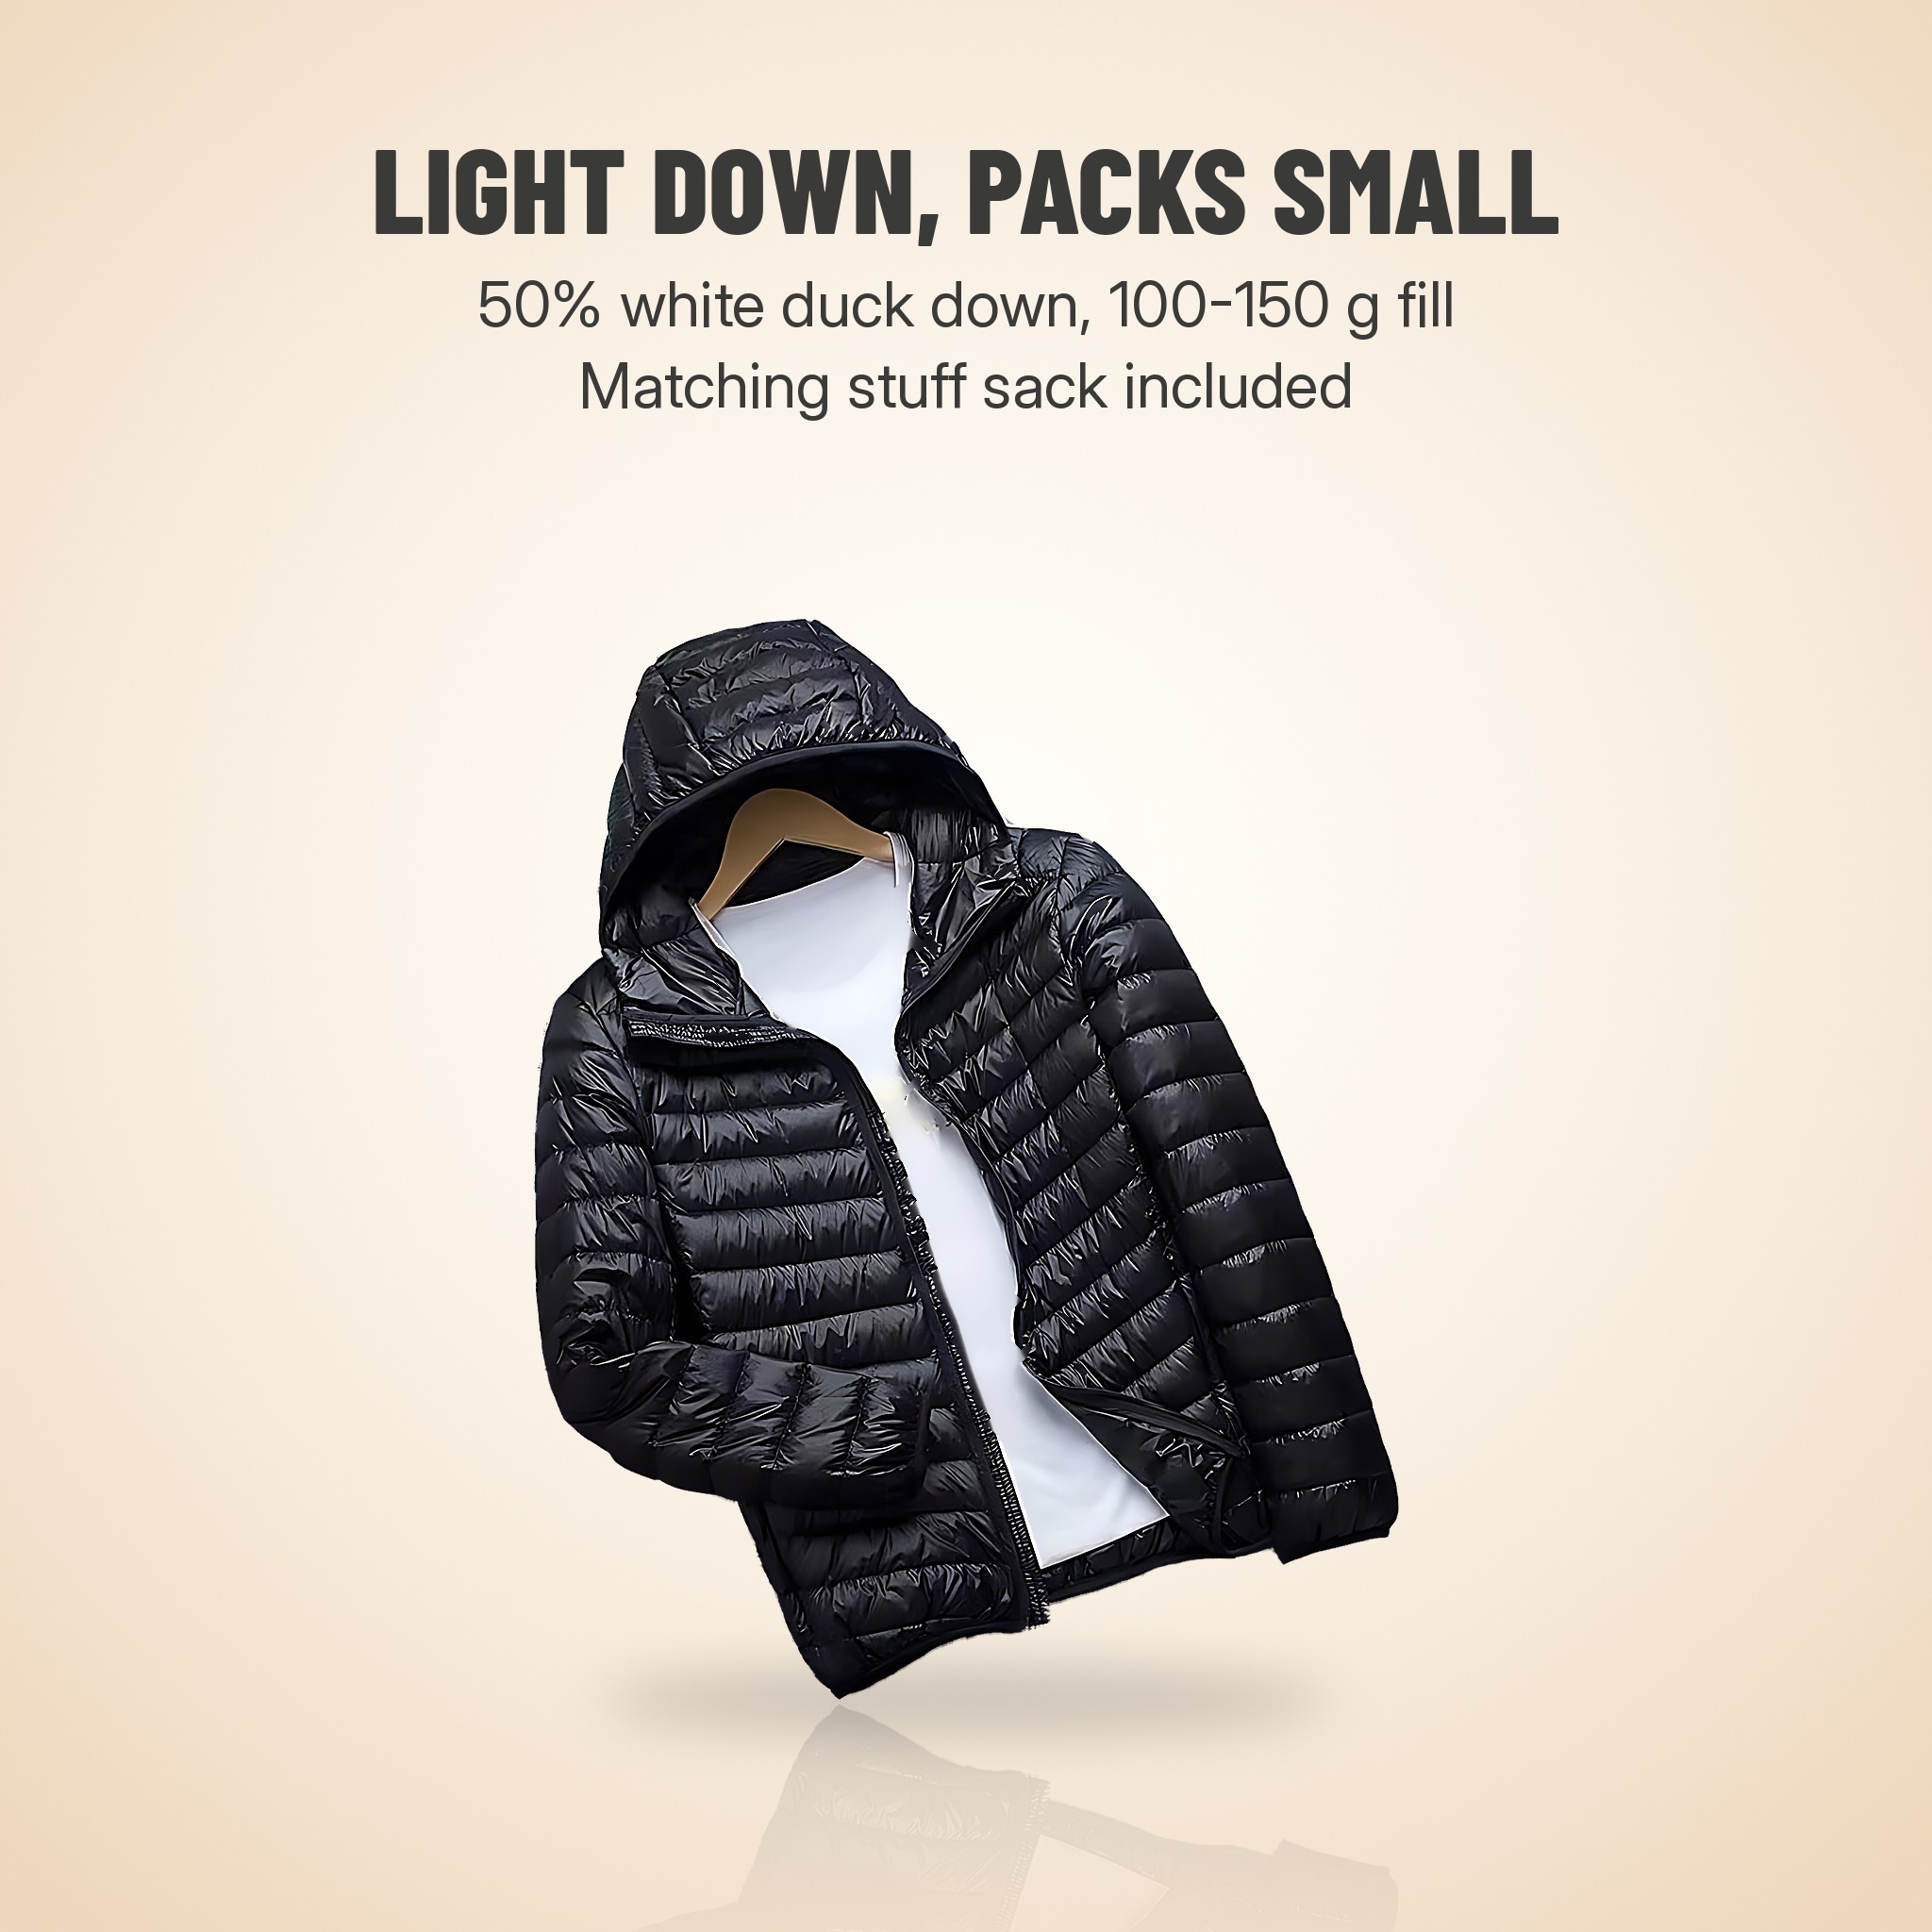 LIGHT DOWN, PACKS SMALL
50% white duck down, 100-150 g fill
Matching stuff sack included